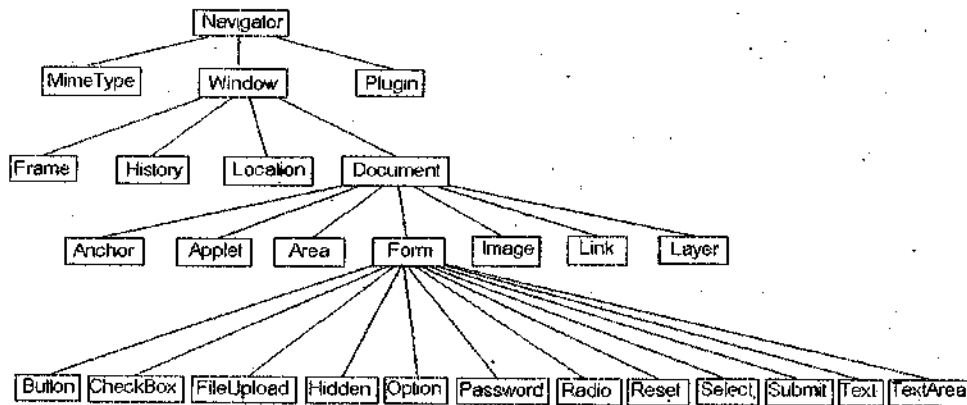 Navigator
MimeType Window Plugin
Frame History Location Document
Anchor Applet Area Form Image Link Layer
Button CheckBox FileUpload Hidden Option Password Radio Reset Select Submit Text TextArea